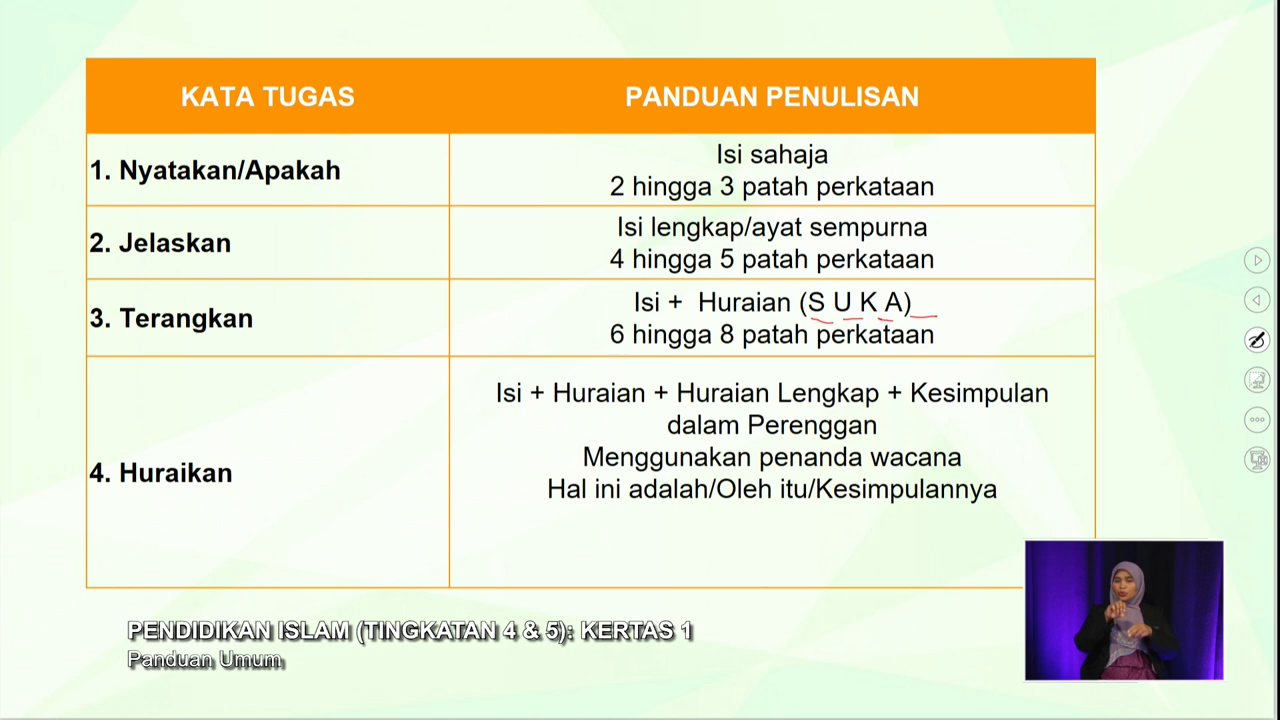 KATA TUGAS
PANDUAN PENULISAN
1. Nyatakan/Apakah
Isi sahaja
2 hingga 3 patah perkataan
2. Jelaskan
Isi lengkap/ayat sempurna
4 hingga 5 patah perkataan
3. Terangkan
Isi + Huraian (S U K A)
6 hingga 8 patah perkataan
4. Huraikan
Isi + Huraian + Huraian Lengkap + Kesimpulan
dalam Perenggan
Menggunakan penanda wacana
Hal ini adalah/Oleh itu/Kesimpulannya
PENDIDIKAN ISLAM (TINGKATAN 4 & 5): KERTAS 1
Panduan Umum